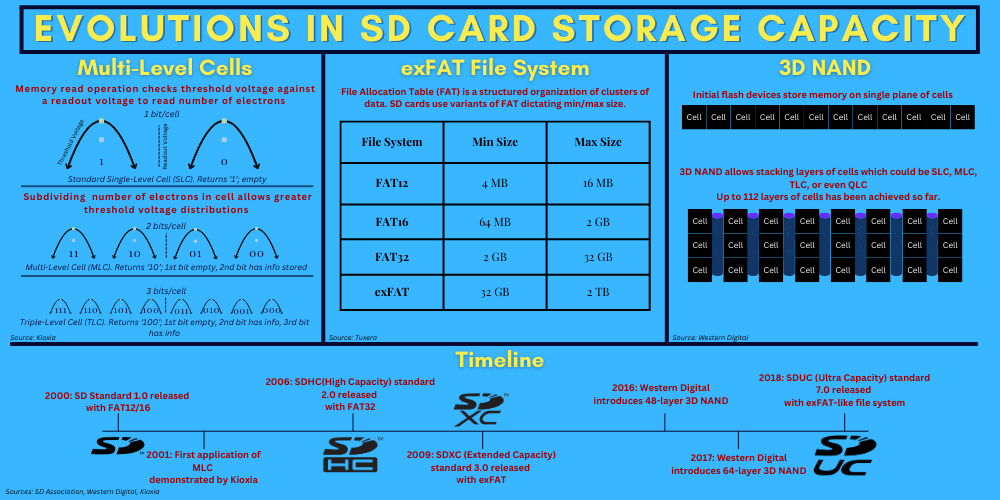 EVOLUTIONS IN SD CARD STORAGE CAPACITY
Multi-Level Cells
Memory read operation checks threshold voltage against
a readout voltage to read number of electrons
1 bit/cell
Threshold Voltage
Readout Voltage
1
0
Standard Single-Level Cell (SLC). Returns '1'; empty
Subdividing number of electrons in cell allows greater
threshold voltage distributions
2 bits/cell
11 10 01 00
Multi-Level Cell (MLC). Returns '10'; 1st bit empty, 2nd bit has info stored
3 bits/cell
111 110 101 100 011 010 001 000
Triple-Level Cell (TLC). Returns '100'; 1st bit empty, 2nd bit has info, 3rd bit
has info
Source: Kioxia
exFAT File System
File Allocation Table (FAT) is a structured organization of clusters of
data. SD cards use variants of FAT dictating min/max size.
File System Min Size Max Size
FAT12 4 MB 16 MB
FAT16 64 MB 2 GB
FAT32 2 GB 32 GB
exFAT 32 GB 2 TB
Source: Tuxera
3D NAND
Initial flash devices store memory on single plane of cells
Cell Cell Cell Cell Cell Cell Cell Cell Cell Cell Cell Cell
3D NAND allows stacking layers of cells which could be SLC, MLC,
TLC, or even QLC
Up to 112 layers of cells has been achieved so far.
Cell Cell Cell Cell Cell Cell Cell Cell
Cell Cell Cell Cell Cell Cell Cell Cell
Cell Cell Cell Cell Cell Cell Cell Cell
Source: Western Digital
Timeline
2000: SD Standard 1.0 released
with FAT12/16
SD™
2001: First application of
MLC
demonstrated by Kioxia
2006: SDHC(High Capacity) standard
2.0 released
with FAT32
SD™
HC
SD™
XC
2009: SDXC (Extended Capacity)
standard 3.0 released
with exFAT
2016: Western Digital
introduces 48-layer 3D NAND
2017: Western Digital
introduces 64-layer 3D NAND
2018: SDUC (Ultra Capacity) standard
7.0 released
with exFAT-like file system
SD™
UC
Sources: SD Association, Western Digital, Kioxia